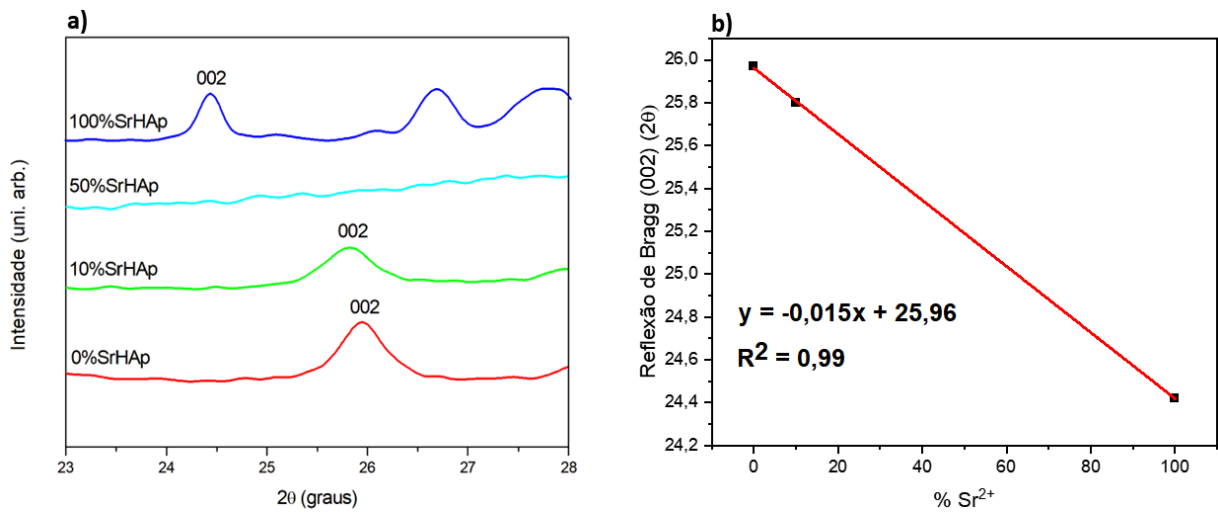 a)
002
100%SrHAp
50%SrHAp
002
10%SrHAp
002
0%SrHAp
Intensidade (uni. arb.)
23 24 25 26 27 28
2θ (graus)
b)
26,0
25,8
25,6
25,4
25,2
25,0
24,8
24,6
24,4
24,2
Reflexão de Bragg (002) (2θ)
y = -0,015x + 25,96
R² = 0,99
0 20 40 60 80 100
% Sr²⁺